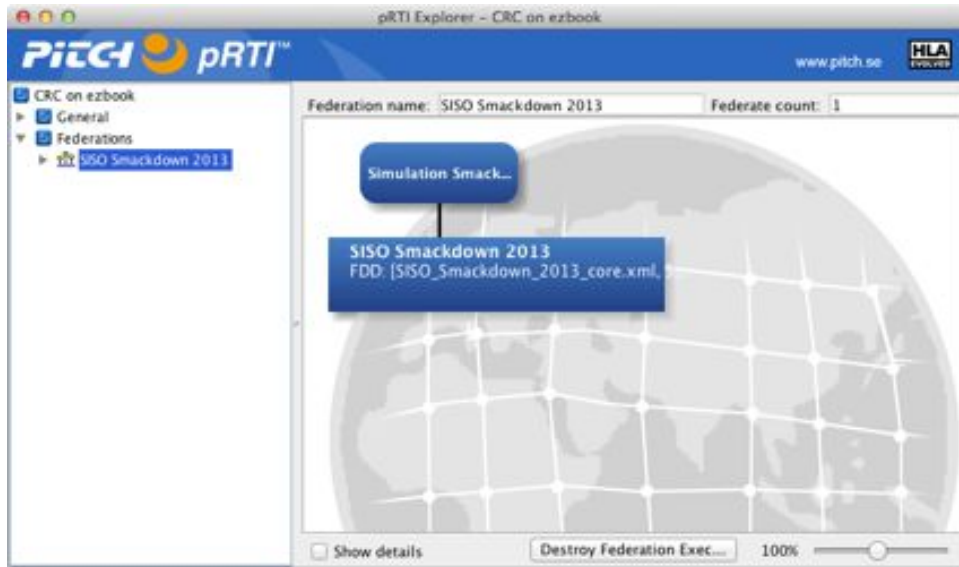 pRTI Explorer – CRC on ezbook
PITCH pRTI™
www.pitch.se
HLA
EVOLVED
CRC on ezbook
General
Federations
SISO Smackdown 2013
Federation name: SISO Smackdown 2013 Federate count: 1
Simulation Smack...
SISO Smackdown 2013
FDD: [SISO_Smackdown_2013_core.xml,
Show details
Destroy Federation Exec...
100%